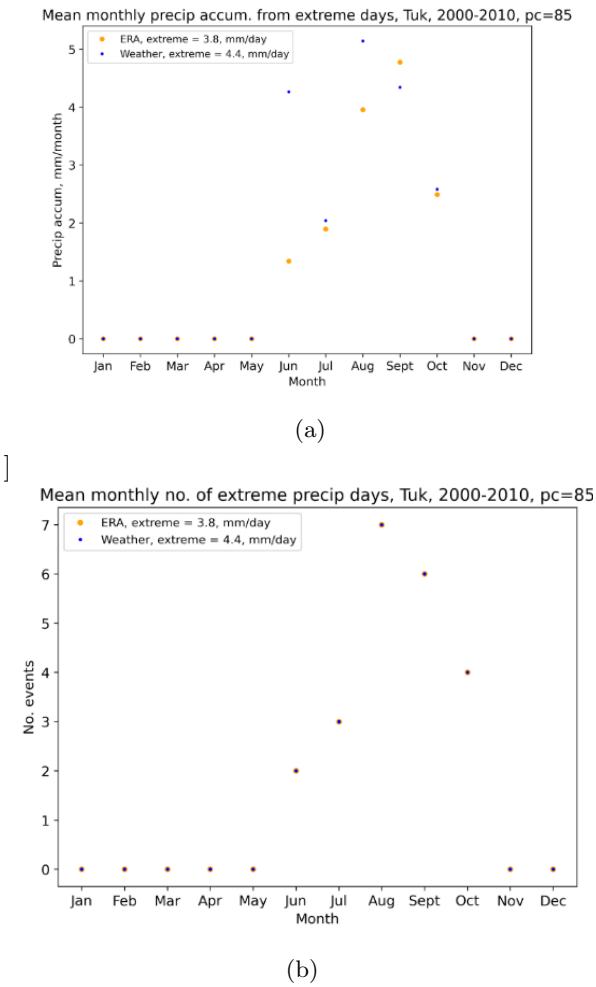 Mean monthly precip accum. from extreme days, Tuk, 2000-2010, pc=85
ERA, extreme = 3.8, mm/day
Weather, extreme = 4.4, mm/day
Precip accum, mm/month
5
4
3
2
1
0
Jan Feb Mar Apr May Jun Jul Aug Sept Oct Nov Dec
Month
(a)
]
Mean monthly no. of extreme precip days, Tuk, 2000-2010, pc=85
ERA, extreme = 3.8, mm/day
Weather, extreme = 4.4, mm/day
No. events
7
6
5
4
3
2
1
0
Jan Feb Mar Apr May Jun Jul Aug Sept Oct Nov Dec
Month
(b)